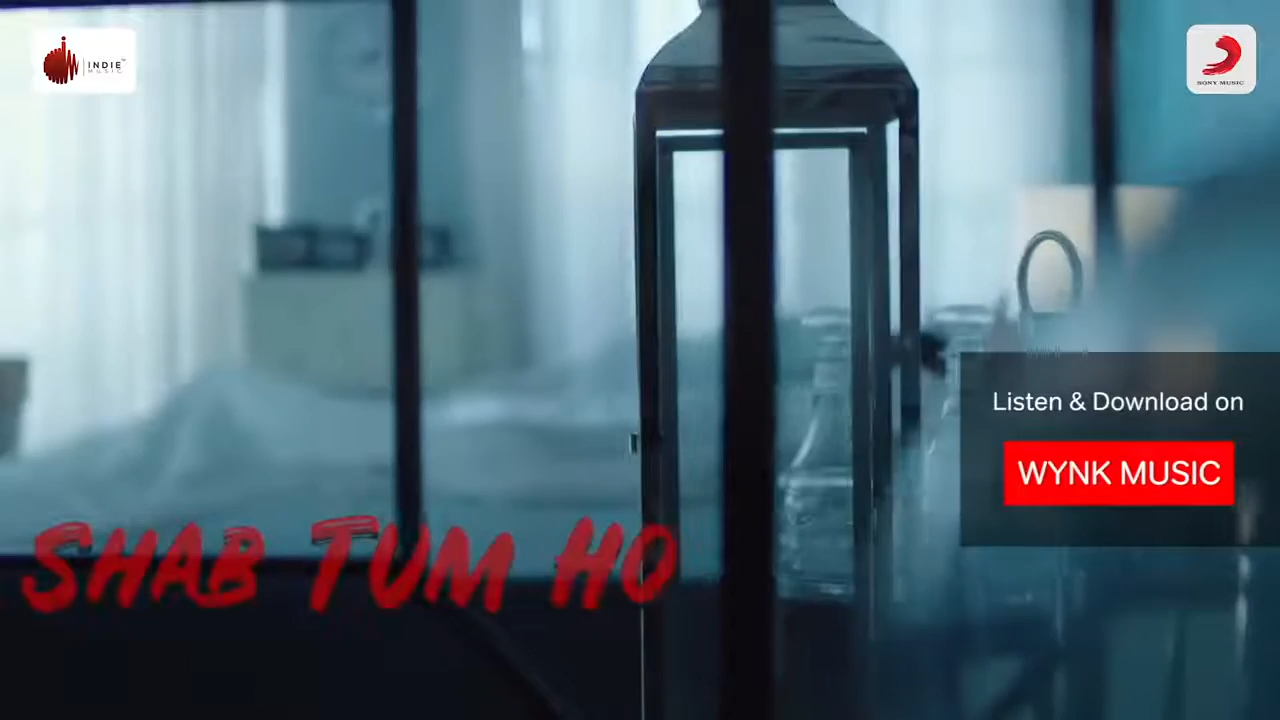 INDIE
MUSIC
SONY MUSIC
Listen & Download on
WYNK MUSIC
SHAB TUM HO